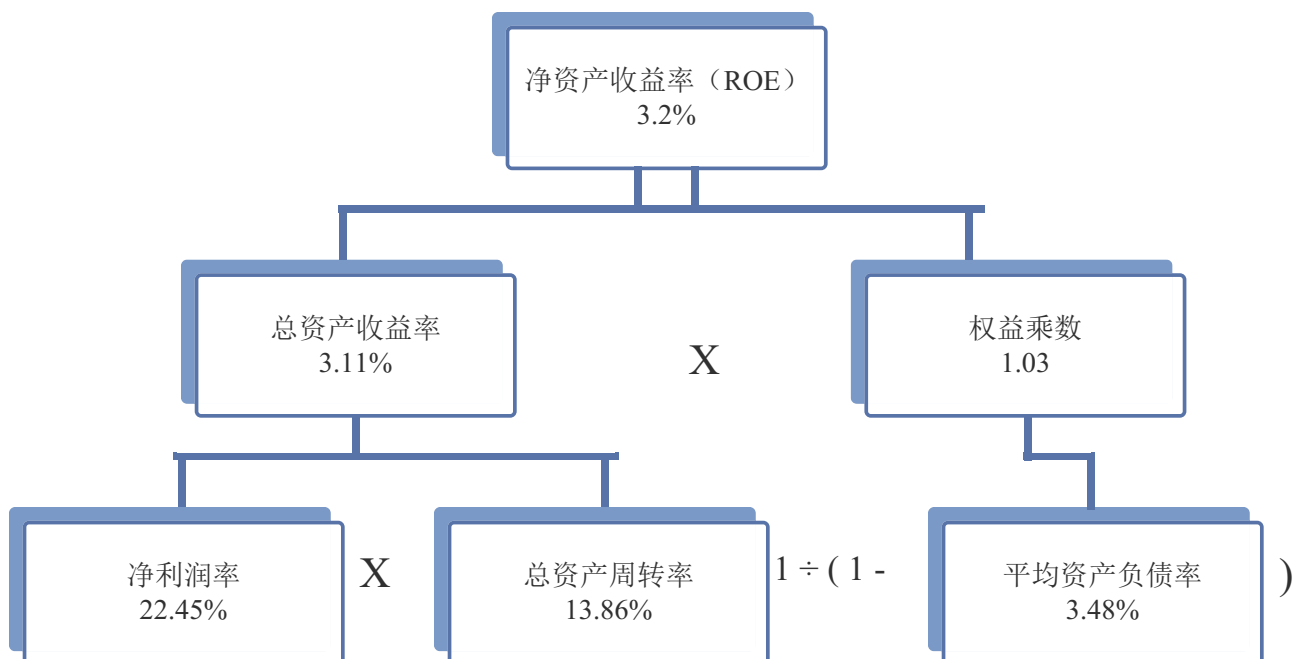 净资产收益率（ROE）
3.2%
总资产收益率
3.11%
X
权益乘数
1.03
净利润率
22.45%
X
总资产周转率
13.86%
1 ÷ ( 1 -
平均资产负债率
3.48%
)